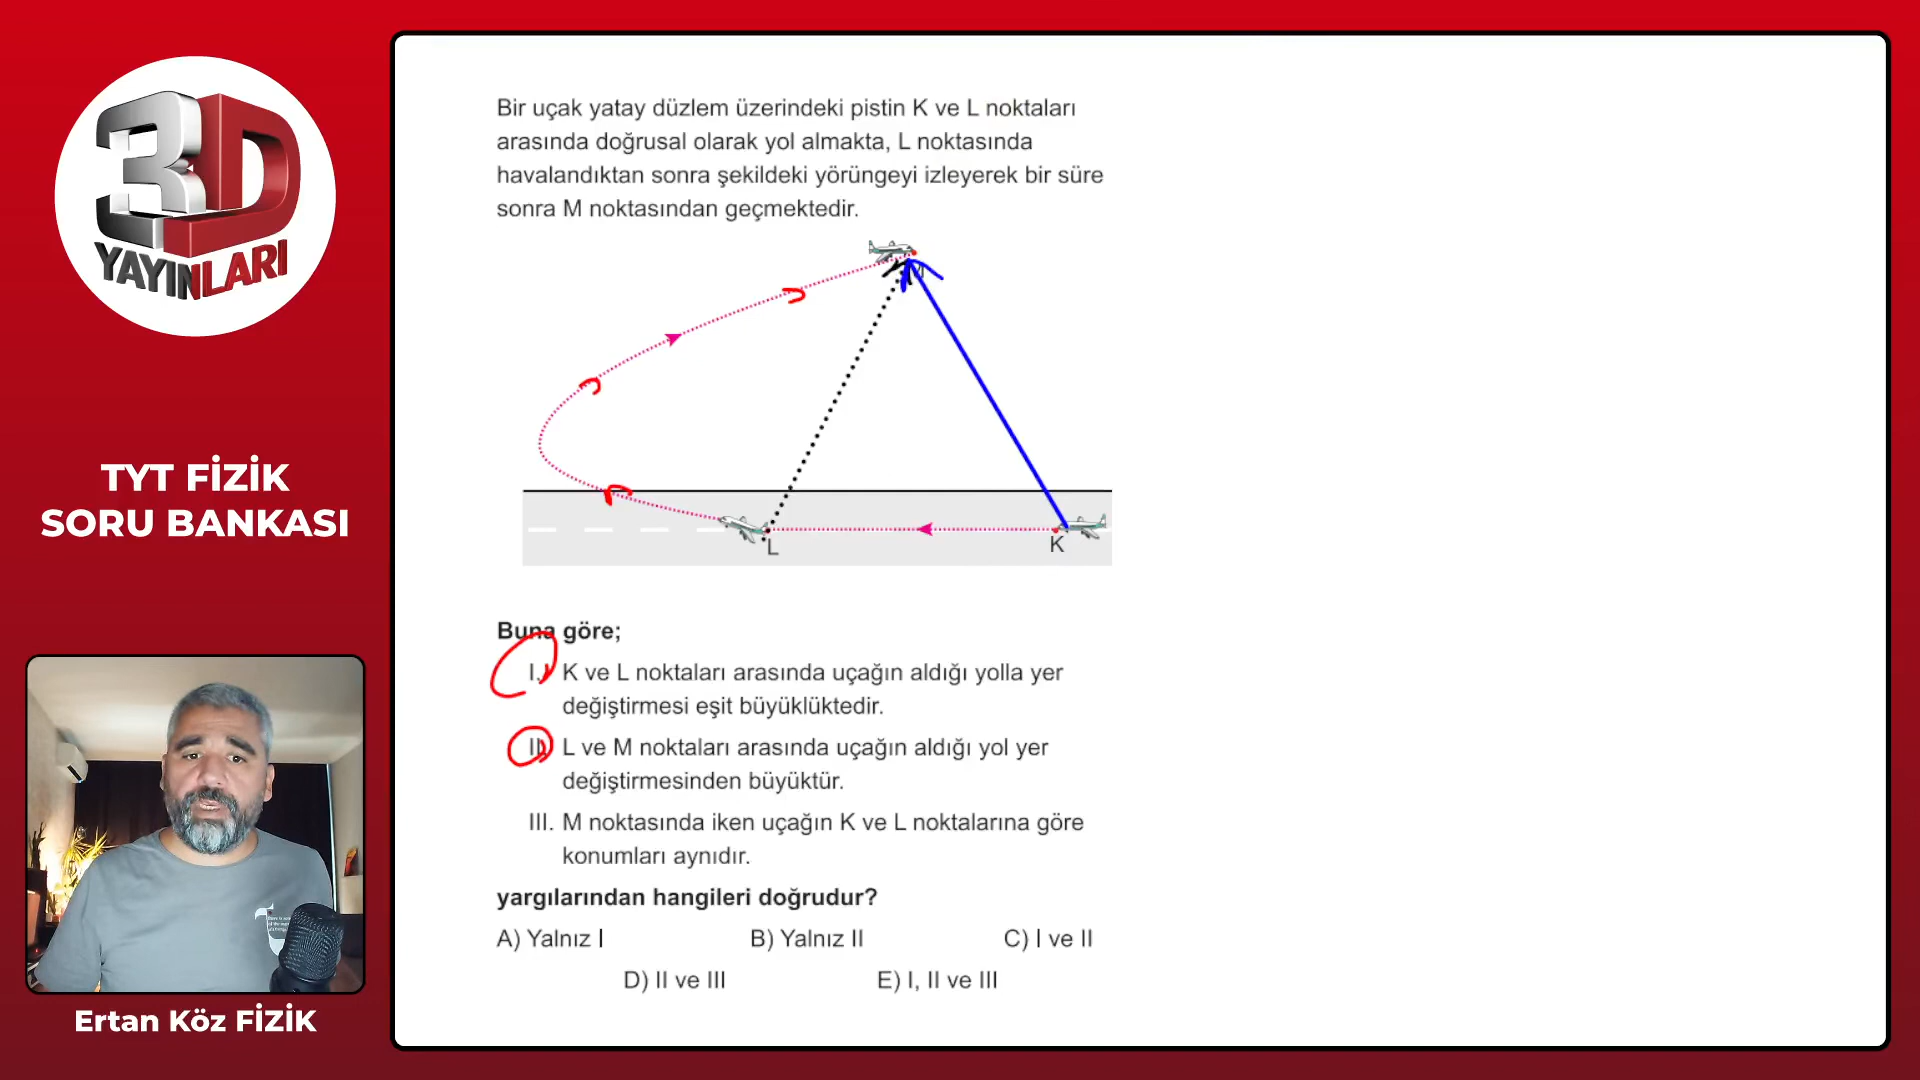 3D
YAYINLARI
TYT FİZİK
SORU BANKASI
Ertan Köz FİZİK
Bir uçak yatay düzlem üzerindeki pistin K ve L noktaları
arasında doğrusal olarak yol almakta, L noktasında
havalandıktan sonra şekildeki yörüngeyi izleyerek bir süre
sonra M noktasından geçmektedir.
L
K
Buna göre;
I. K ve L noktaları arasında uçağın aldığı yolla yer
değiştirmesi eşit büyüklüktedir.
II. L ve M noktaları arasında uçağın aldığı yol yer
değiştirmesinden büyüktür.
III. M noktasında iken uçağın K ve L noktalarına göre
konumları aynıdır.
yargılarından hangileri doğrudur?
A) Yalnız I B) Yalnız II C) I ve II
D) II ve III E) I, II ve III